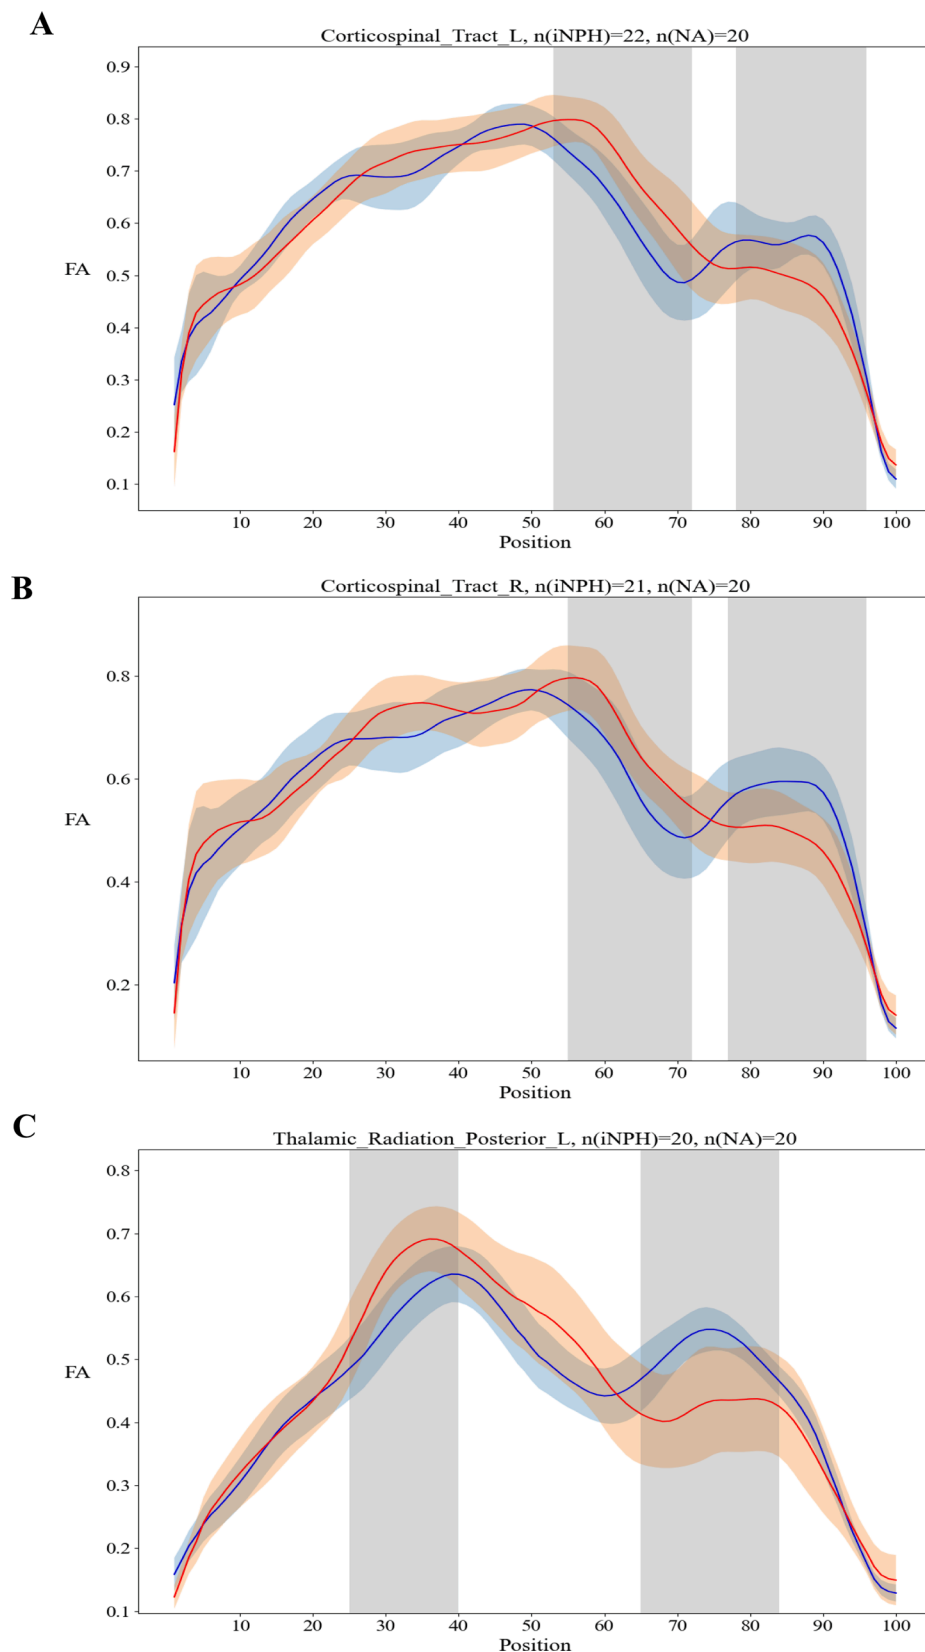 A
Corticospinal_Tract_L, n(iNPH)=22, n(NA)=20
0.9
0.8
0.7
0.6
FA
0.5
0.4
0.3
0.2
0.1
10 20 30 40 50 60 70 80 90 100
Position
B
Corticospinal_Tract_R, n(iNPH)=21, n(NA)=20
0.8
0.6
FA
0.4
0.2
10 20 30 40 50 60 70 80 90 100
Position
C
Thalamic_Radiation_Posterior_L, n(iNPH)=20, n(NA)=20
0.8
0.7
0.6
0.5
FA
0.4
0.3
0.2
0.1
10 20 30 40 50 60 70 80 90 100
Position